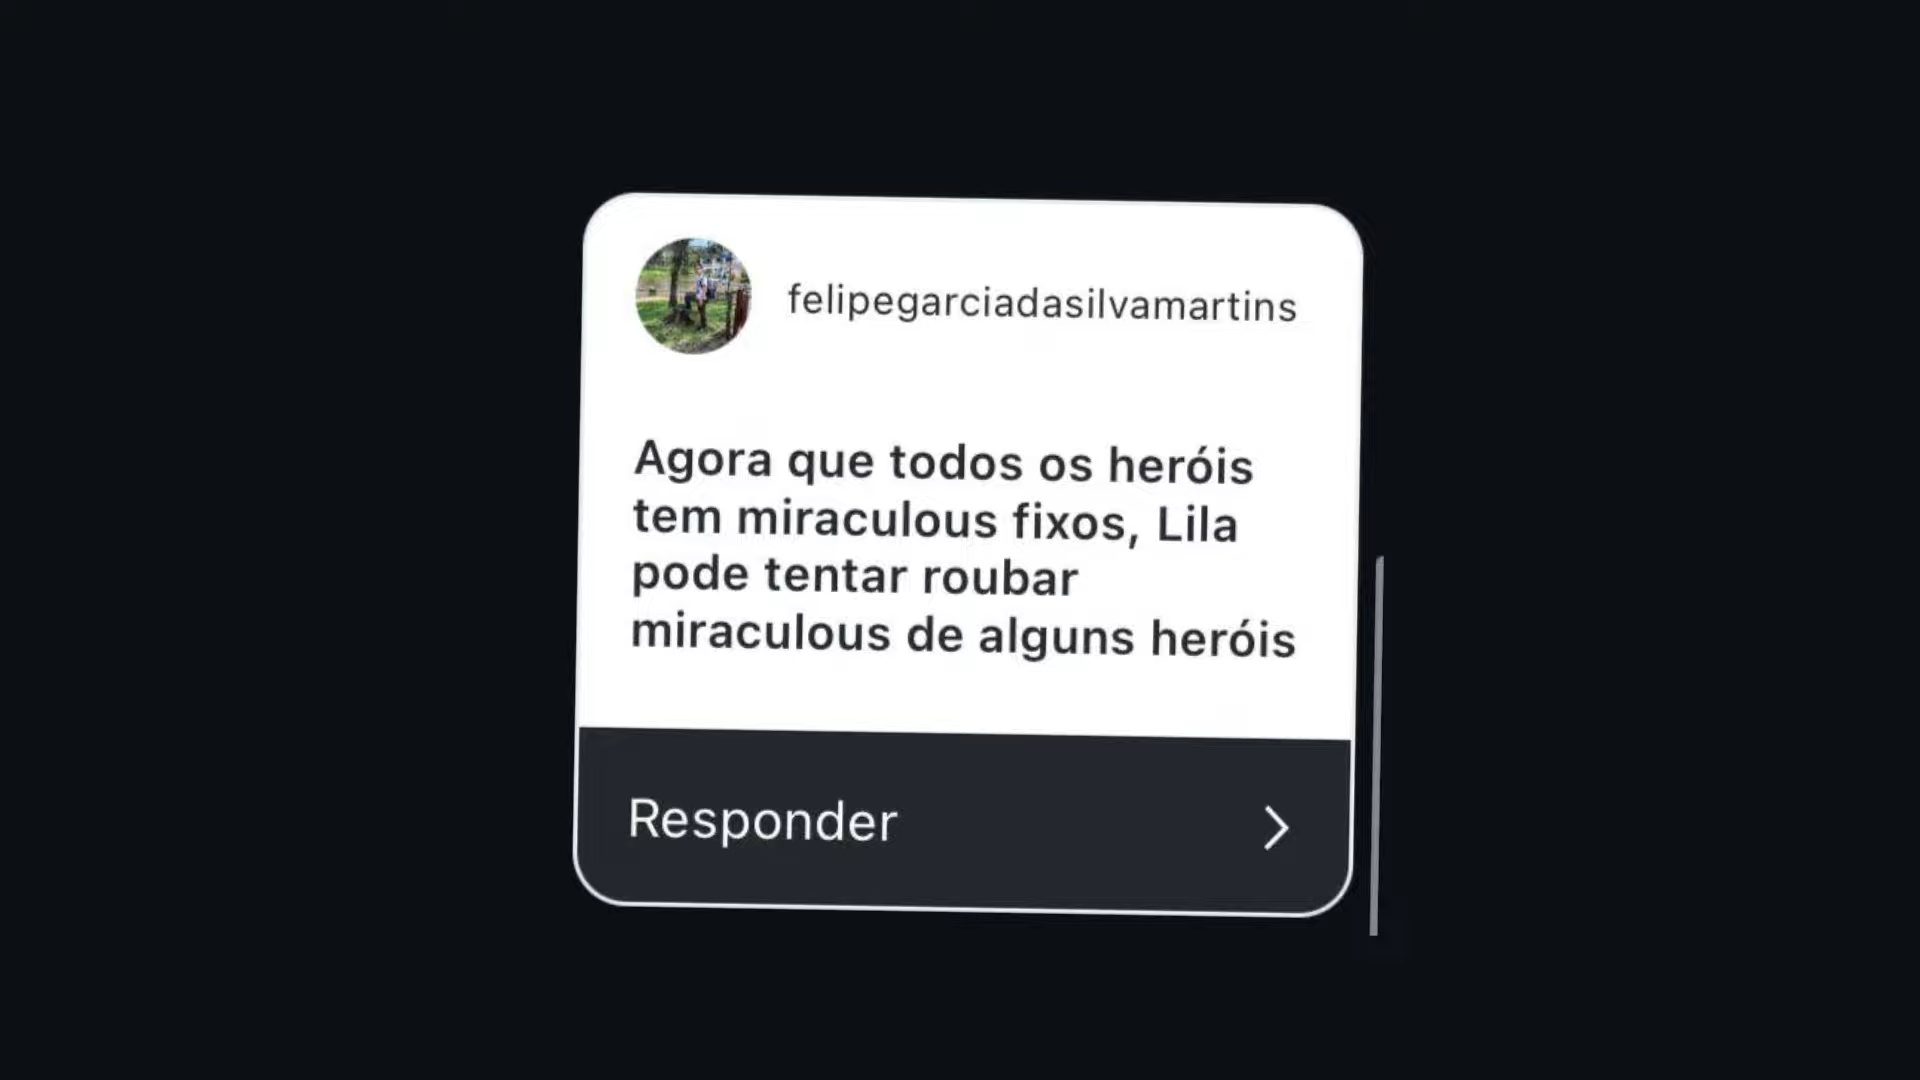 felipegarciadasilvamartins
Agora que todos os heróis
tem miraculous fixos, Lila
pode tentar roubar
miraculous de alguns heróis
Responder